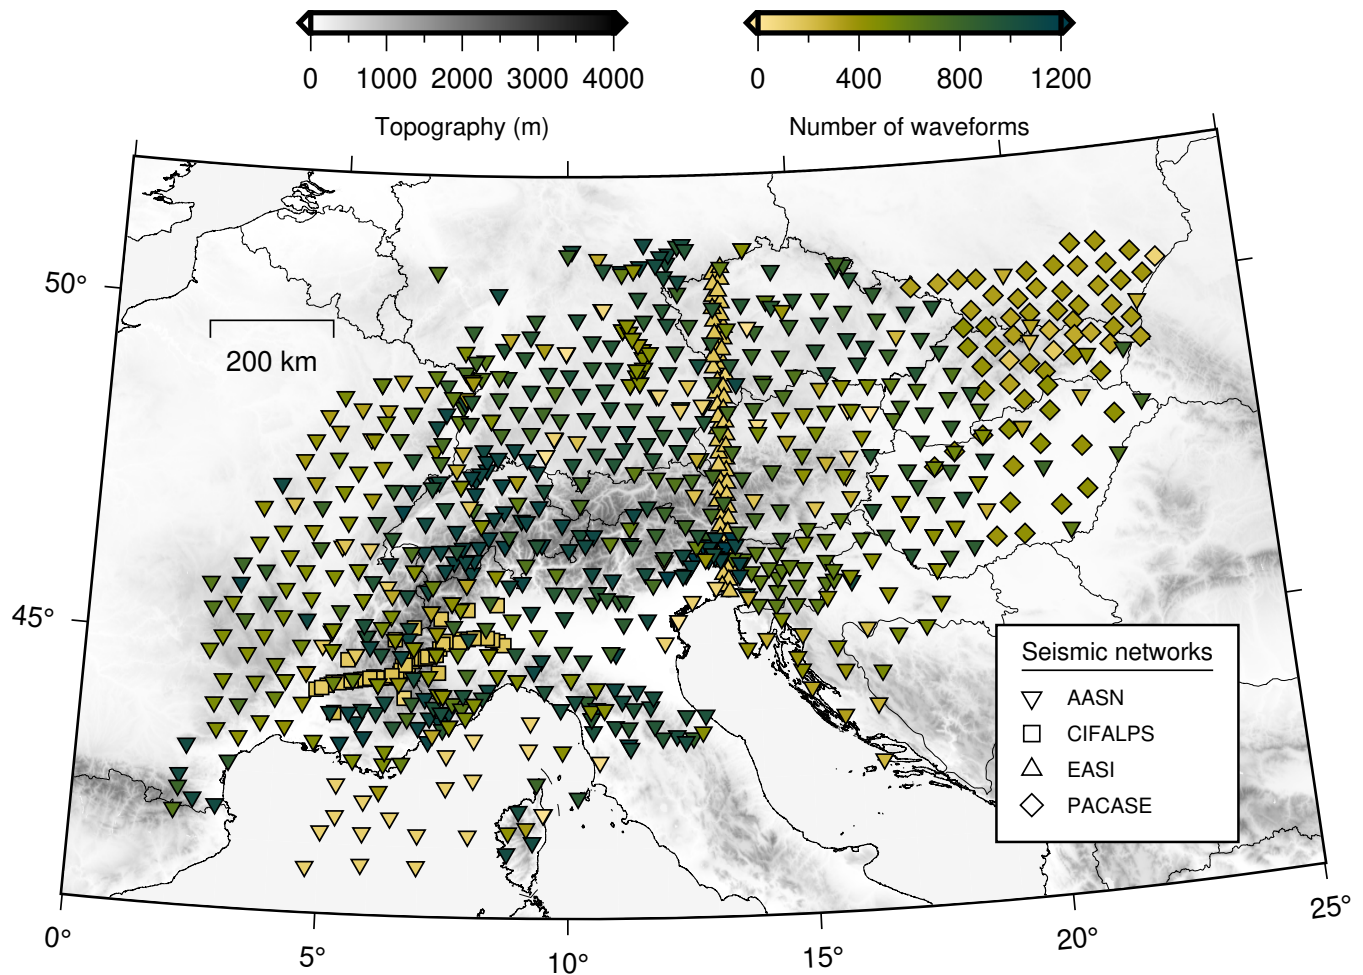 0 1000 2000 3000 4000
Topography (m)
0 400 800 1200
Number of waveforms
50°
200 km
45°
Seismic networks
AASN
CIFALPS
EASI
PACASE
0°
5°
10°
15°
20°
25°